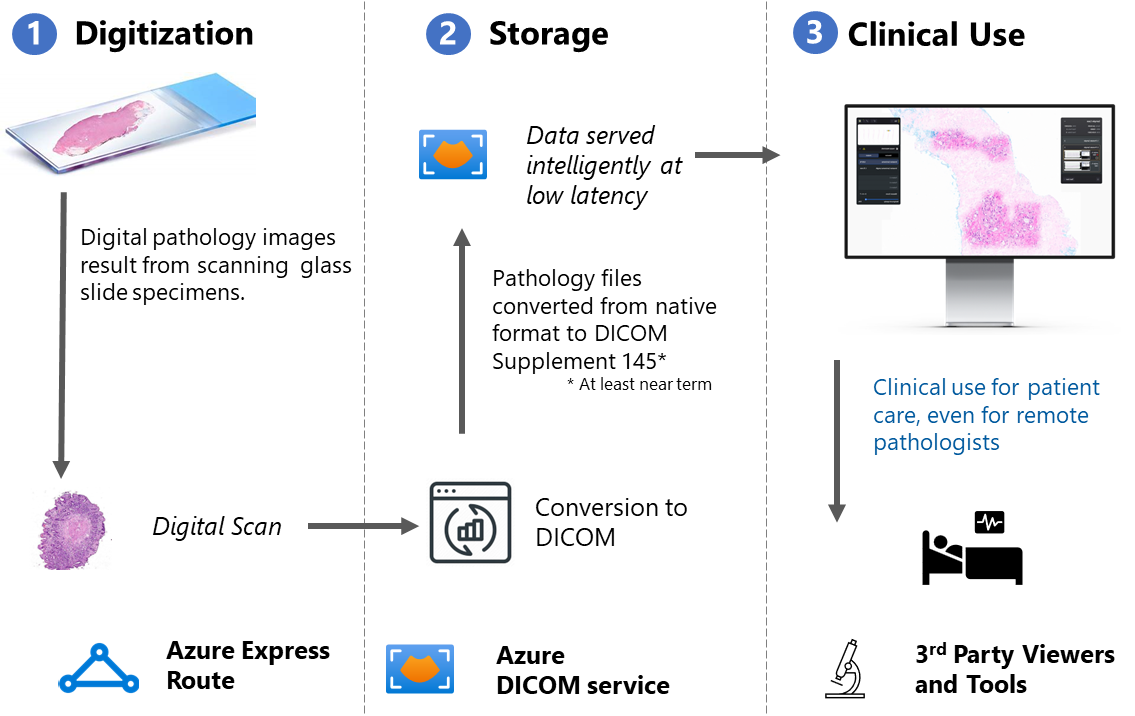 1 Digitization
Digital pathology images
result from scanning glass
slide specimens.
Digital Scan
Azure Express
Route
2 Storage
Data served
intelligently at
low latency
Pathology files
converted from native
format to DICOM
Supplement 145*
* At least near term
Conversion to
DICOM
Azure
DICOM service
3 Clinical Use
Clinical use for patient
care, even for remote
pathologists
3rd Party Viewers
and Tools